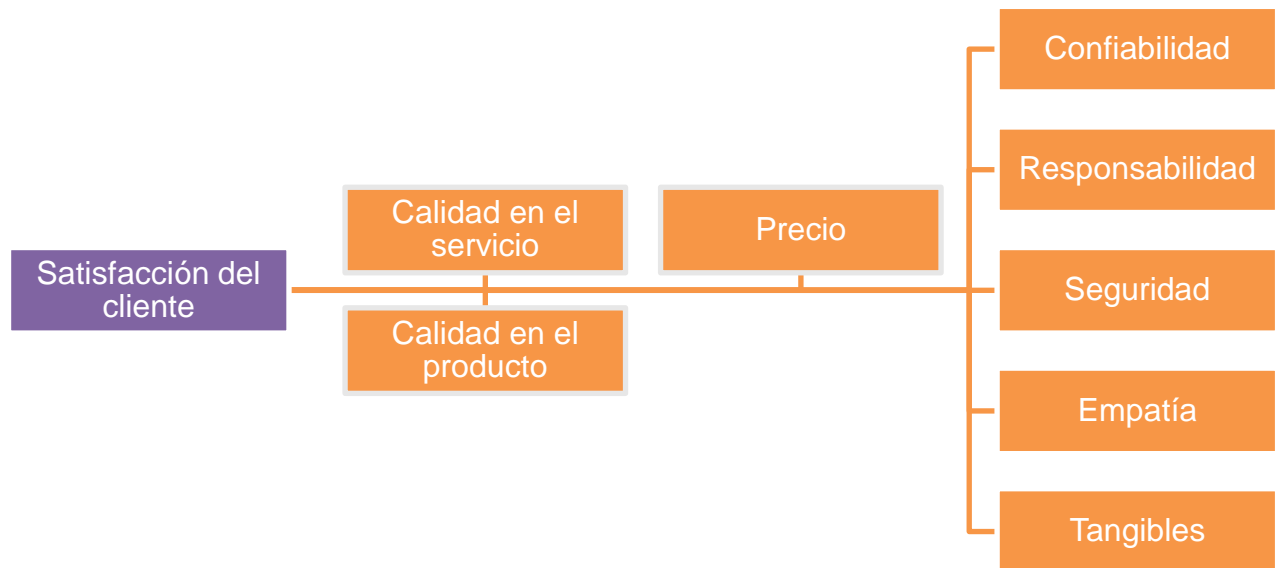 Satisfacción del
cliente
Calidad en el
servicio
Calidad en el
producto
Precio
Confiabilidad
Responsabilidad
Seguridad
Empatía
Tangibles